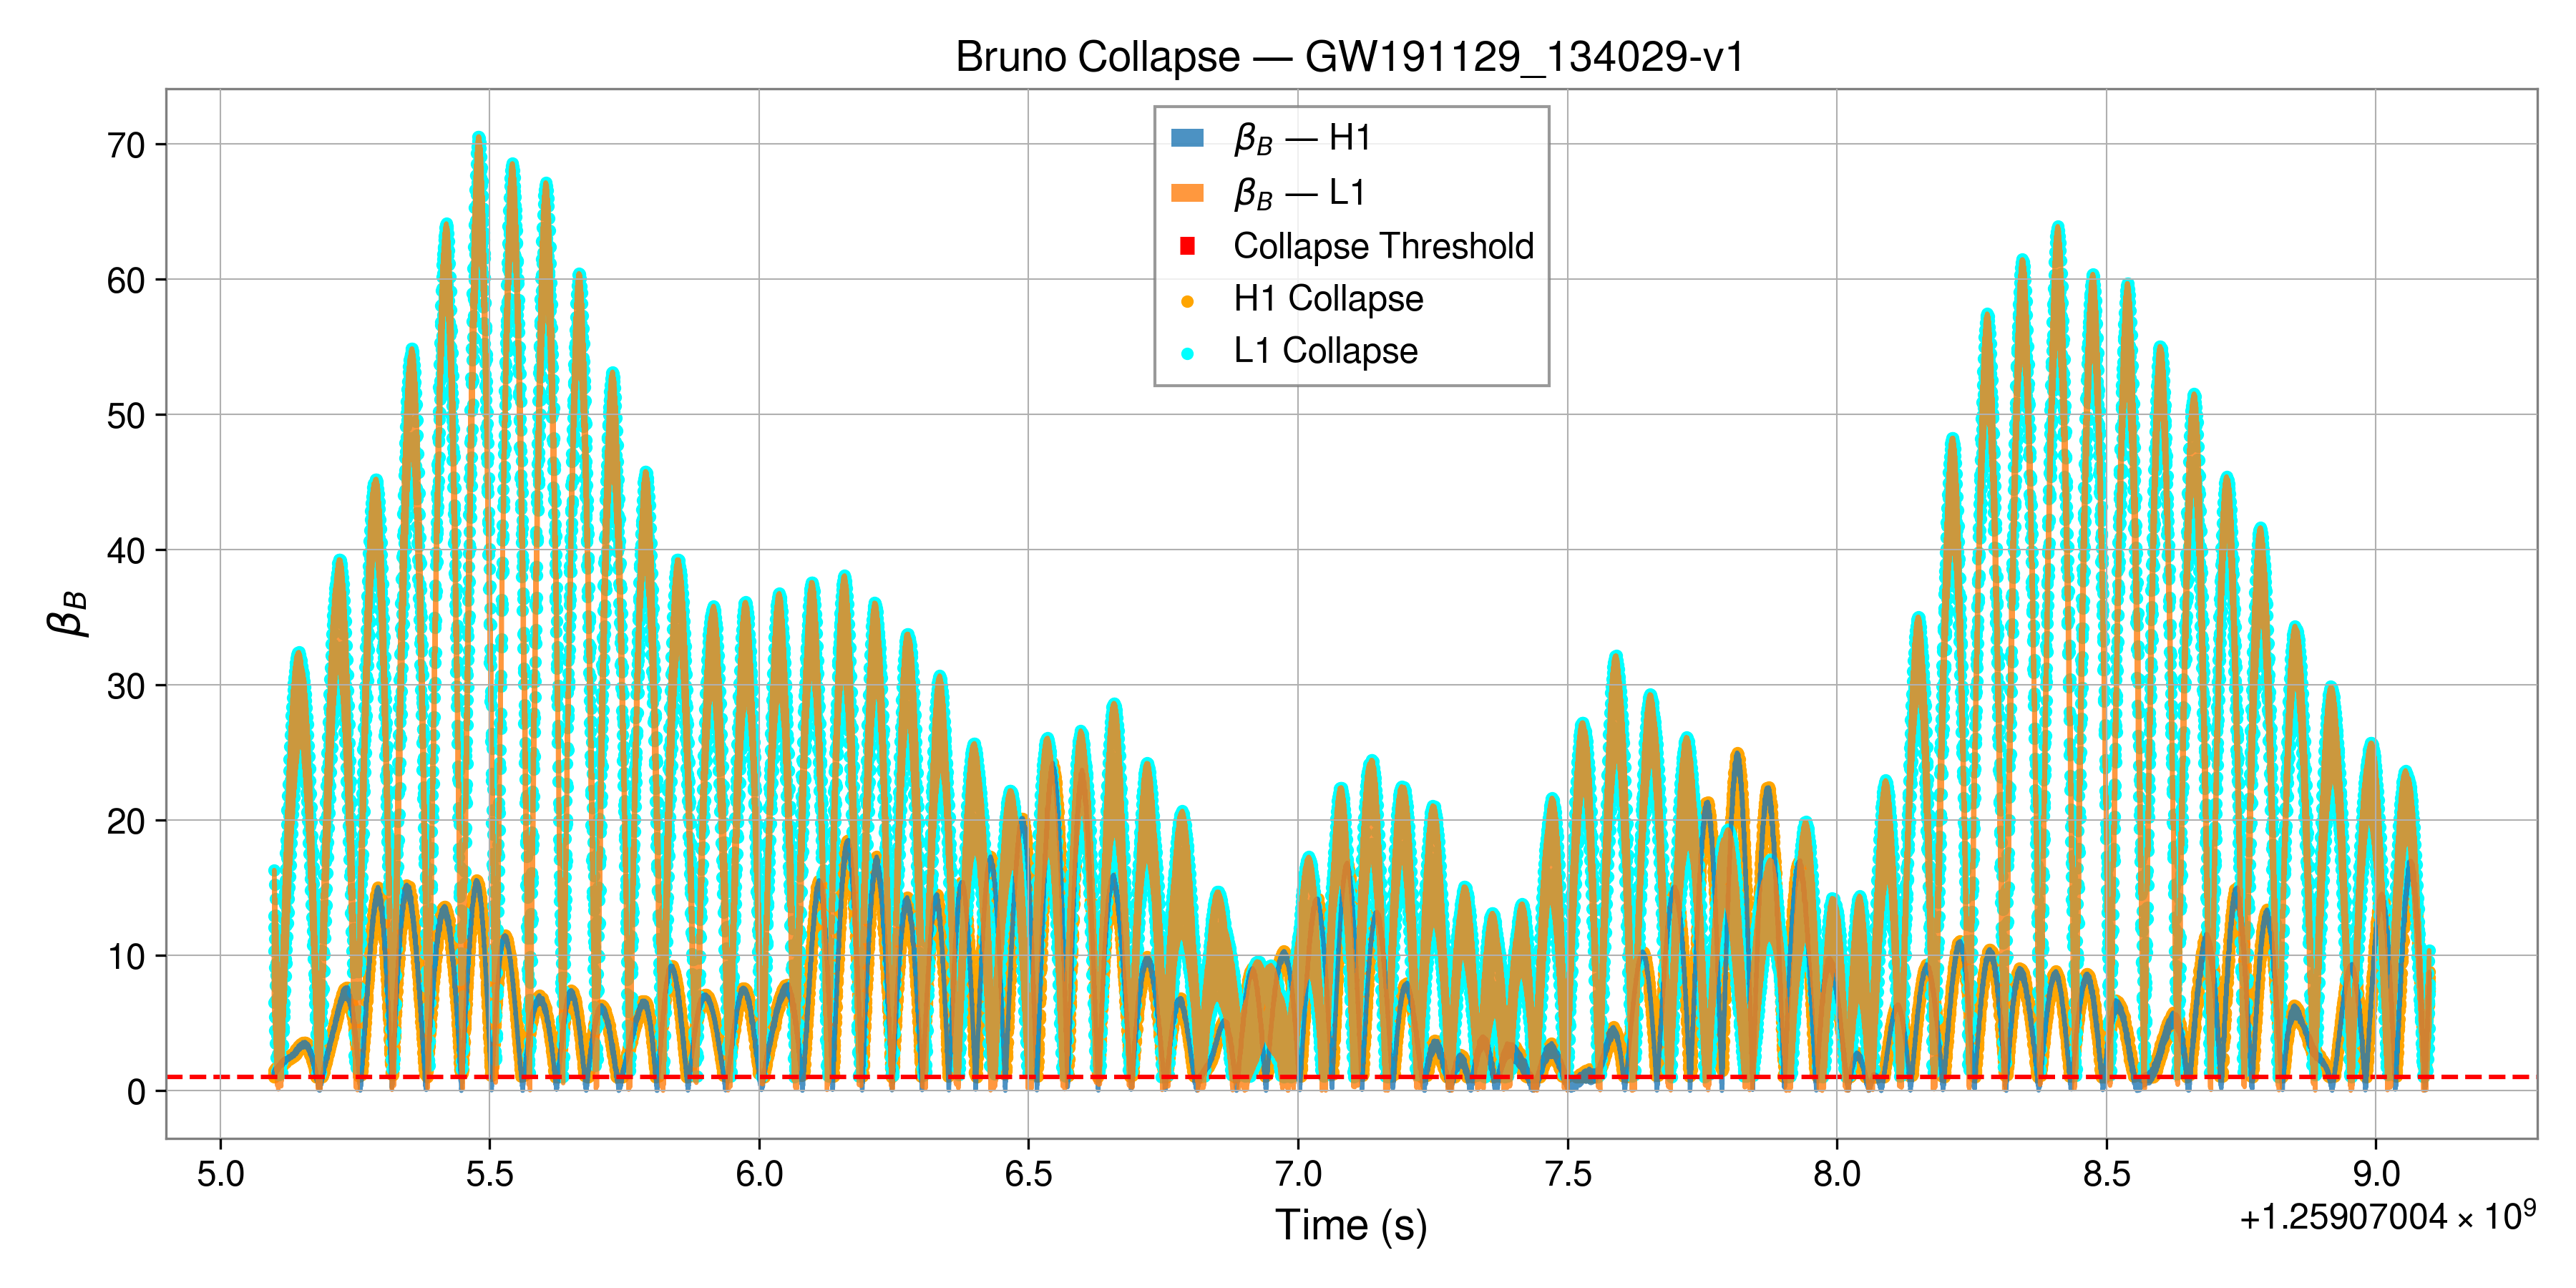 Bruno Collapse — GW191129_134029-v1
β_B — H1
β_B — L1
Collapse Threshold
H1 Collapse
L1 Collapse
70
60
50
40
30
20
10
0
β_B
5.0 5.5 6.0 6.5 7.0 7.5 8.0 8.5 9.0
+1.25907004 × 10⁹
Time (s)